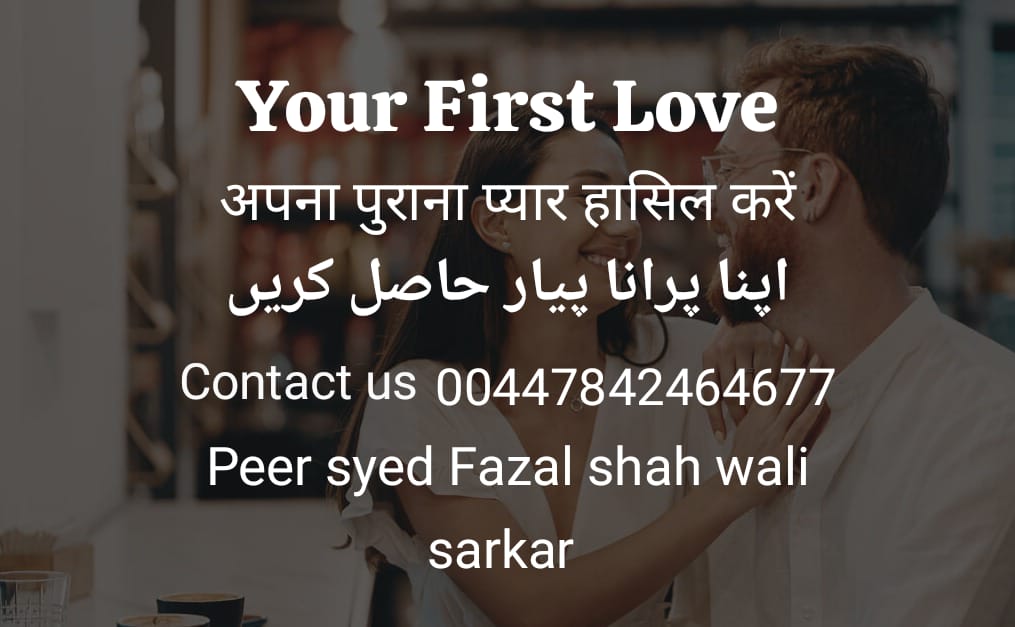 Your First Love
अपना पुराना प्यार हासिल करें
اپنا پرانا پیار حاصل کریں
Contact us 00447842464677
Peer syed Fazal shah wali
sarkar